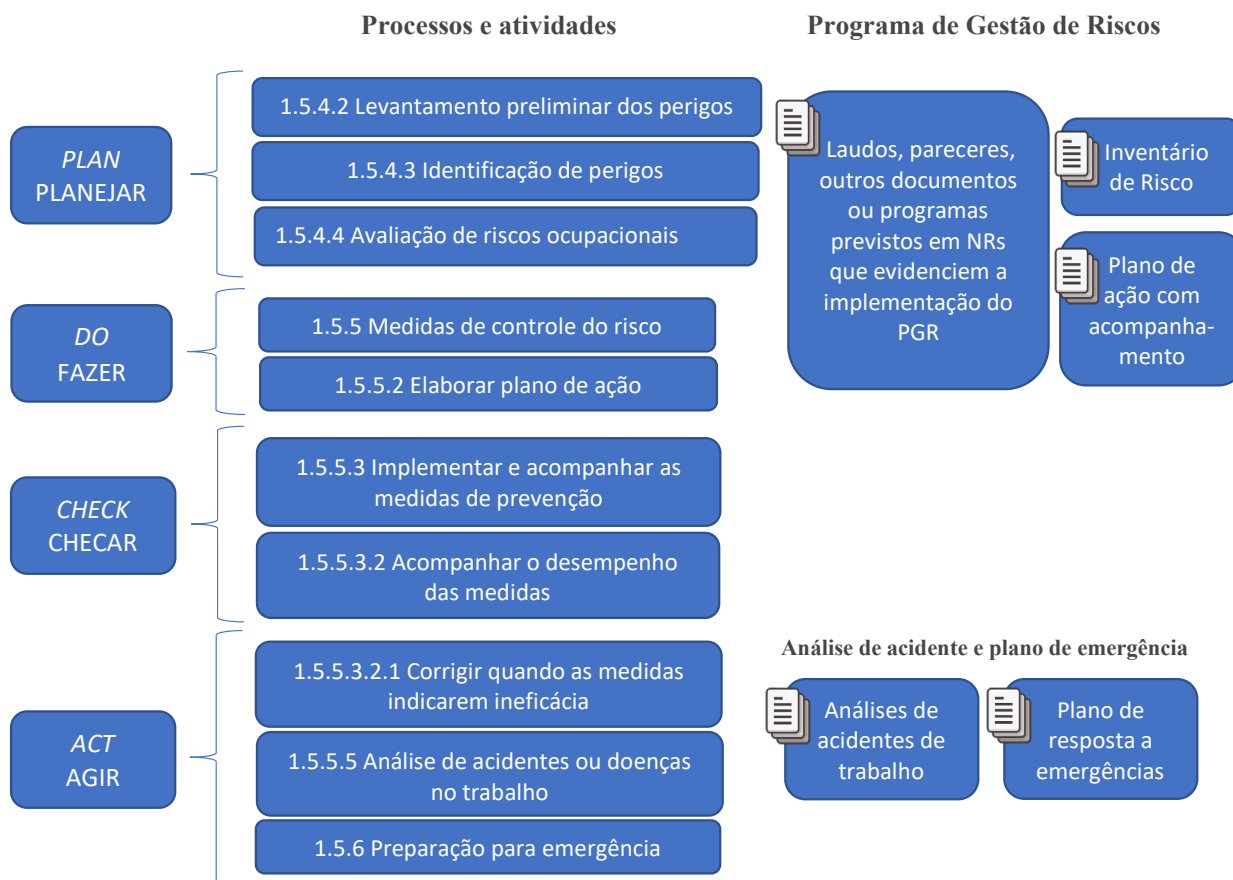 Processos e atividades
Programa de Gestão de Riscos
PLAN
PLANEJAR
1.5.4.2 Levantamento preliminar dos perigos
1.5.4.3 Identificação de perigos
1.5.4.4 Avaliação de riscos ocupacionais
Laudos, pareceres,
outros documentos
ou programas
previstos em NRs
que evidenciem a
implementação do
PGR
Inventário
de Risco
Plano de
ação com
acompanha-
mento
DO
FAZER
1.5.5 Medidas de controle do risco
1.5.5.2 Elaborar plano de ação
CHECK
CHECAR
1.5.5.3 Implementar e acompanhar as
medidas de prevenção
1.5.5.3.2 Acompanhar o desempenho
das medidas
ACT
AGIR
1.5.5.3.2.1 Corrigir quando as medidas
indicarem ineficácia
1.5.5.5 Análise de acidentes ou doenças
no trabalho
1.5.6 Preparação para emergência
Análise de acidente e plano de emergência
Análises de
acidentes de
trabalho
Plano de
resposta a
emergências